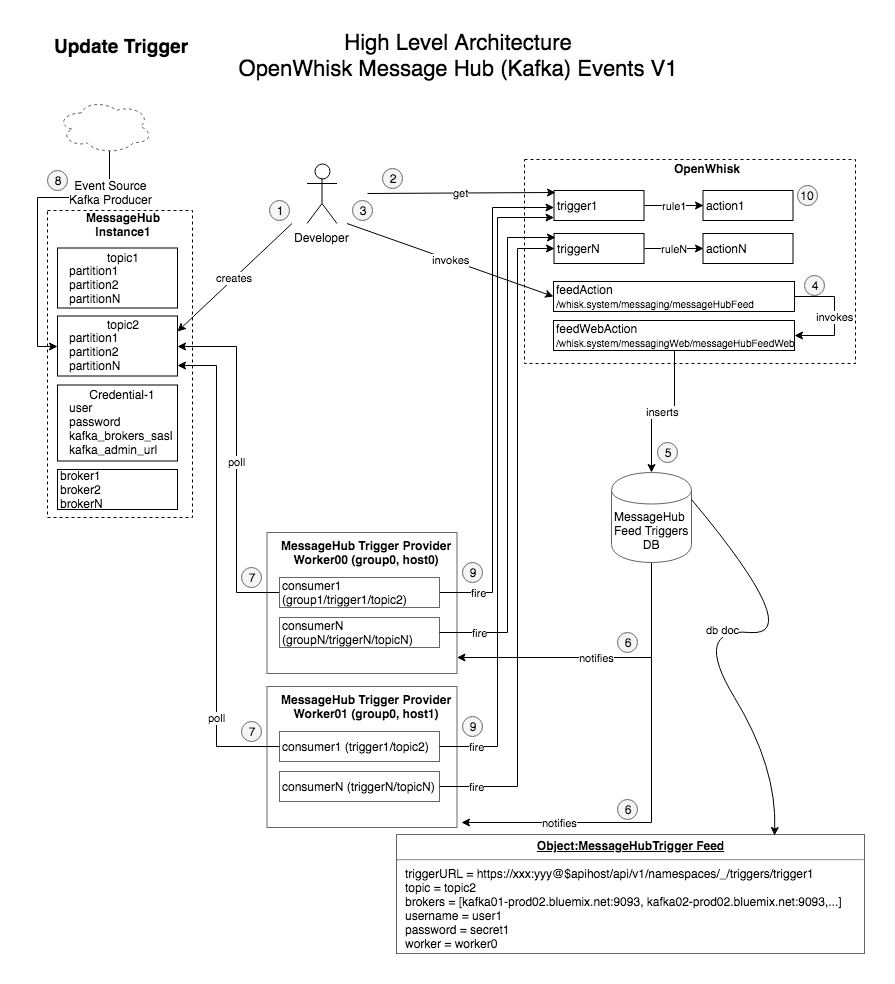 Update Trigger
High Level Architecture
OpenWhisk Message Hub (Kafka) Events V1
8
Event Source
Kafka Producer
MessageHub
Instance1
topic1
partition1
partition2
partitionN
topic2
partition1
partition2
partitionN
Credential-1
user
password
kafka_brokers_sasl
kafka_admin_url
broker1
broker2
brokerN
1
Developer
2
3
get
creates
invokes
OpenWhisk
trigger1
rule1
action1
10
triggerN
ruleN
actionN
feedAction
/whisk.system/messaging/messageHubFeed
4
invokes
feedWebAction
/whisk.system/messagingWeb/messageHubFeedWeb
inserts
5
MessageHub
Feed Triggers
DB
db doc
poll
poll
MessageHub Trigger Provider
Worker00 (group0, host0)
7
consumer1
(group1/trigger1/topic2)
9
fire
consumerN
(groupN/triggerN/topicN)
fire
6
notifies
MessageHub Trigger Provider
Worker01 (group0, host1)
7
consumer1 (trigger1/topic2)
9
fire
consumerN (triggerN/topicN)
fire
6
notifies
Object:MessageHubTrigger Feed
triggerURL = https://xxx:yyy@$apihost/api/v1/namespaces/_/triggers/trigger1
topic = topic2
brokers = [kafka01-prod02.bluemix.net:9093, kafka02-prod02.bluemix.net:9093,...]
username = user1
password = secret1
worker = worker0